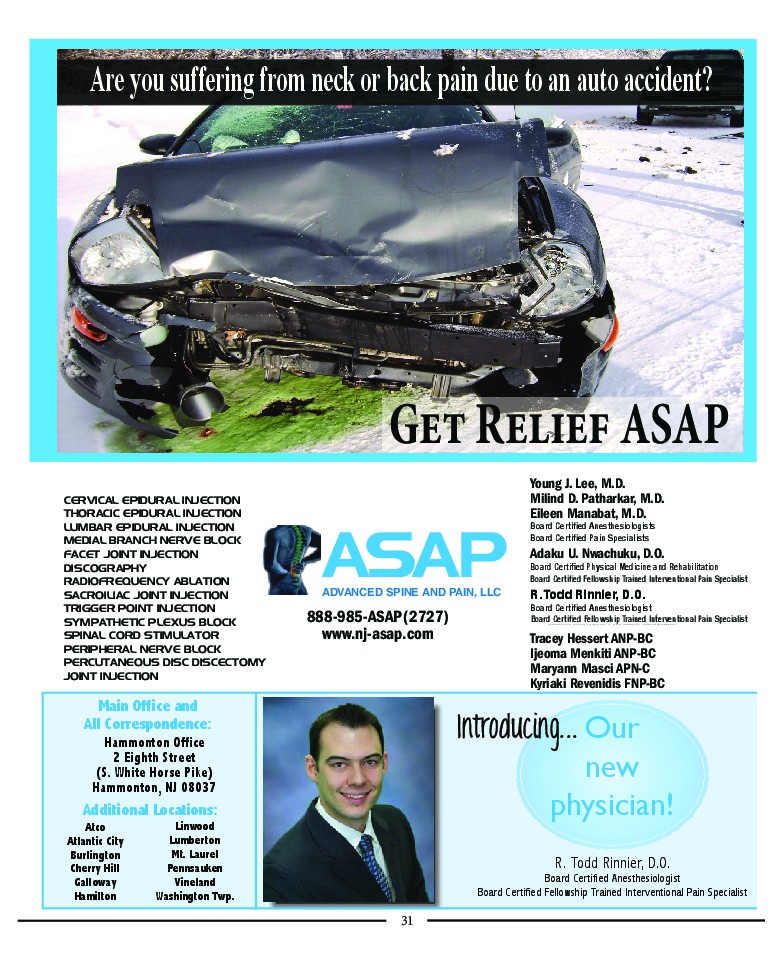 Are you suffering from neck or back pain due to an auto accident?
GET RELIEF ASAP
CERVICAL EPIDURAL INJECTION
THORACIC EPIDURAL INJECTION
LUMBAR EPIDURAL INJECTION
MEDIAL BRANCH NERVE BLOCK
FACET JOINT INJECTION
DISCOGRAPHY
RADIOFREQUENCY ABLATION
SACROILIAC JOINT INJECTION
TRIGGER POINT INJECTION
SYMPATHETIC PLEXUS BLOCK
SPINAL CORD STIMULATOR
PERIPHERAL NERVE BLOCK
PERCUTANEOUS DISC DISCECTOMY
JOINT INJECTION
ASAP
ADVANCED SPINE AND PAIN, LLC
888-985-ASAP (2727)
www.nj-asap.com
Young J. Lee, M.D.
Milind D. Patharkar, M.D.
Eileen Manabat, M.D.
Board Certified Anesthesiologists
Board Certified Pain Specialists
Adaku U. Nwachuku, D.O.
Board Certified Physical Medicine and Rehabilitation
Board Certified Fellowship Trained Interventional Pain Specialist
R. Todd Rinnier, D.O.
Board Certified Anesthesiologist
Board Certified Fellowship Trained Interventional Pain Specialist
Tracey Hessert ANP-BC
Ijeoma Menkiti ANP-BC
Maryann Masci APN-C
Kyriaki Revenidis FNP-BC
Main Office and
All Correspondence:
Hammonton Office
2 Eighth Street
(S. White Horse Pike)
Hammonton, NJ 08037
Additional Locations:
Atco
Atlantic City
Burlington
Cherry Hill
Galloway
Hamilton
Linwood
Lumberton
Mt. Laurel
Pennsauken
Vineland
Washington Twp.
Introducing... Our
new
physician!
R. Todd Rinnier, D.O.
Board Certified Anesthesiologist
Board Certified Fellowship Trained Interventional Pain Specialist
31